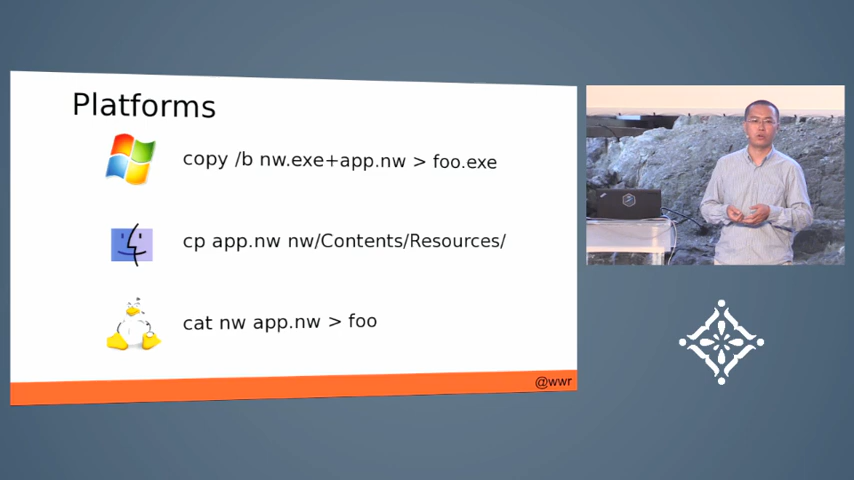 Platforms
copy /b nw.exe+app.nw > foo.exe
cp app.nw nw/Contents/Resources/
cat nw app.nw > foo
@wwr